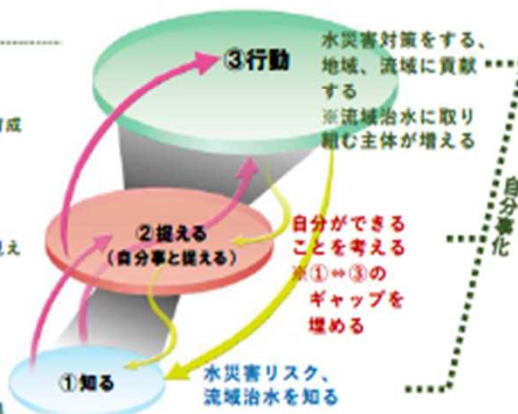 ③行動
水災害対策をする、
地域、流域に貢献
する
※流域治水に取り
組む主体が増える
②捉える
(自分事と捉える)
自分ができる
ことを考える
※①⇔③の
ギャップを
埋める
自分事化
①知る
水災害リスク、
流域治水を知る
成
え